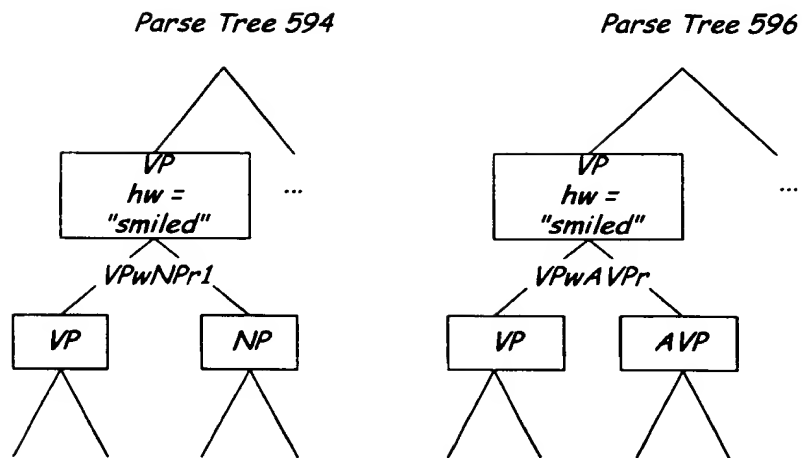 Parse Tree 594
VP
hw =
"smiled"
...
VPwNPr1
VP
NP
Parse Tree 596
VP
hw =
"smiled"
...
VPwAVPr
VP
AVP